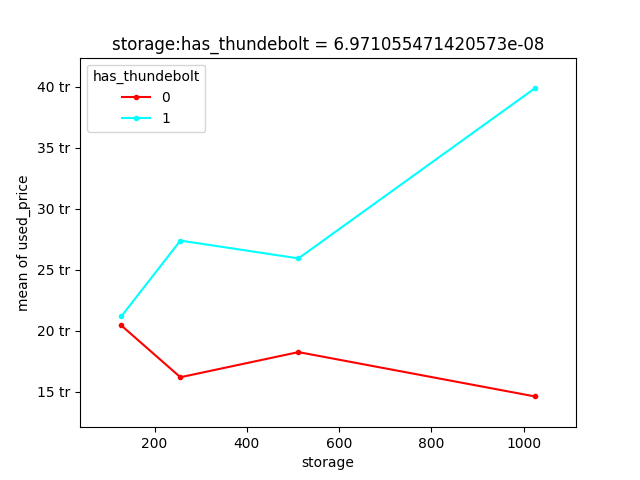 storage:has_thundebolt = 6.971055471420573e-08
has_thundebolt
0
1
40 tr
35 tr
30 tr
25 tr
20 tr
15 tr
mean of used_price
200 400 600 800 1000
storage